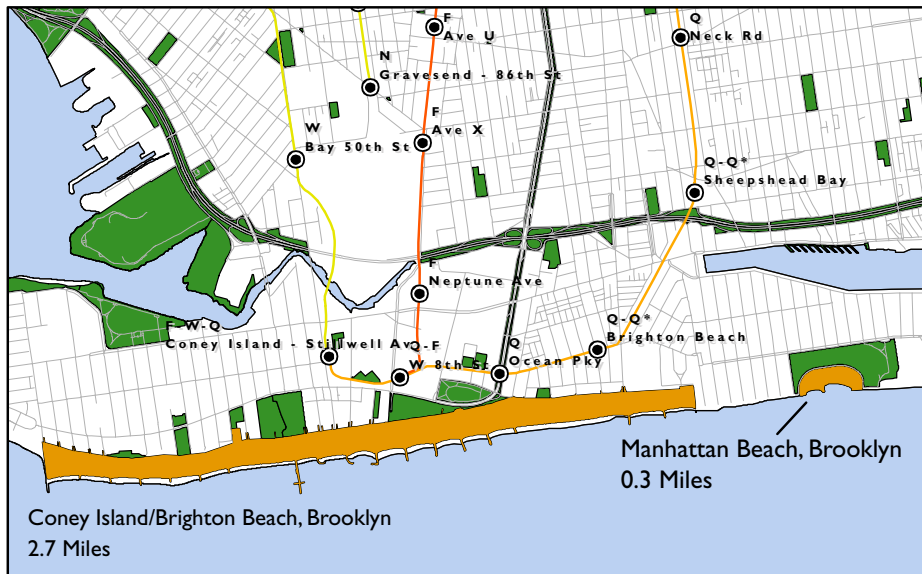 F
Ave U
Q
Neck Rd
N
Gravesend - 86th St
F
Ave X
W
Bay 50th St
Q-Q*
Sheepshead Bay
F
Neptune Ave
F-W-Q
Coney Island - Stillwell Av
Q-F
W 8th St
Q
Ocean Pky
Q-Q*
Brighton Beach
Manhattan Beach, Brooklyn
0.3 Miles
Coney Island/Brighton Beach, Brooklyn
2.7 Miles